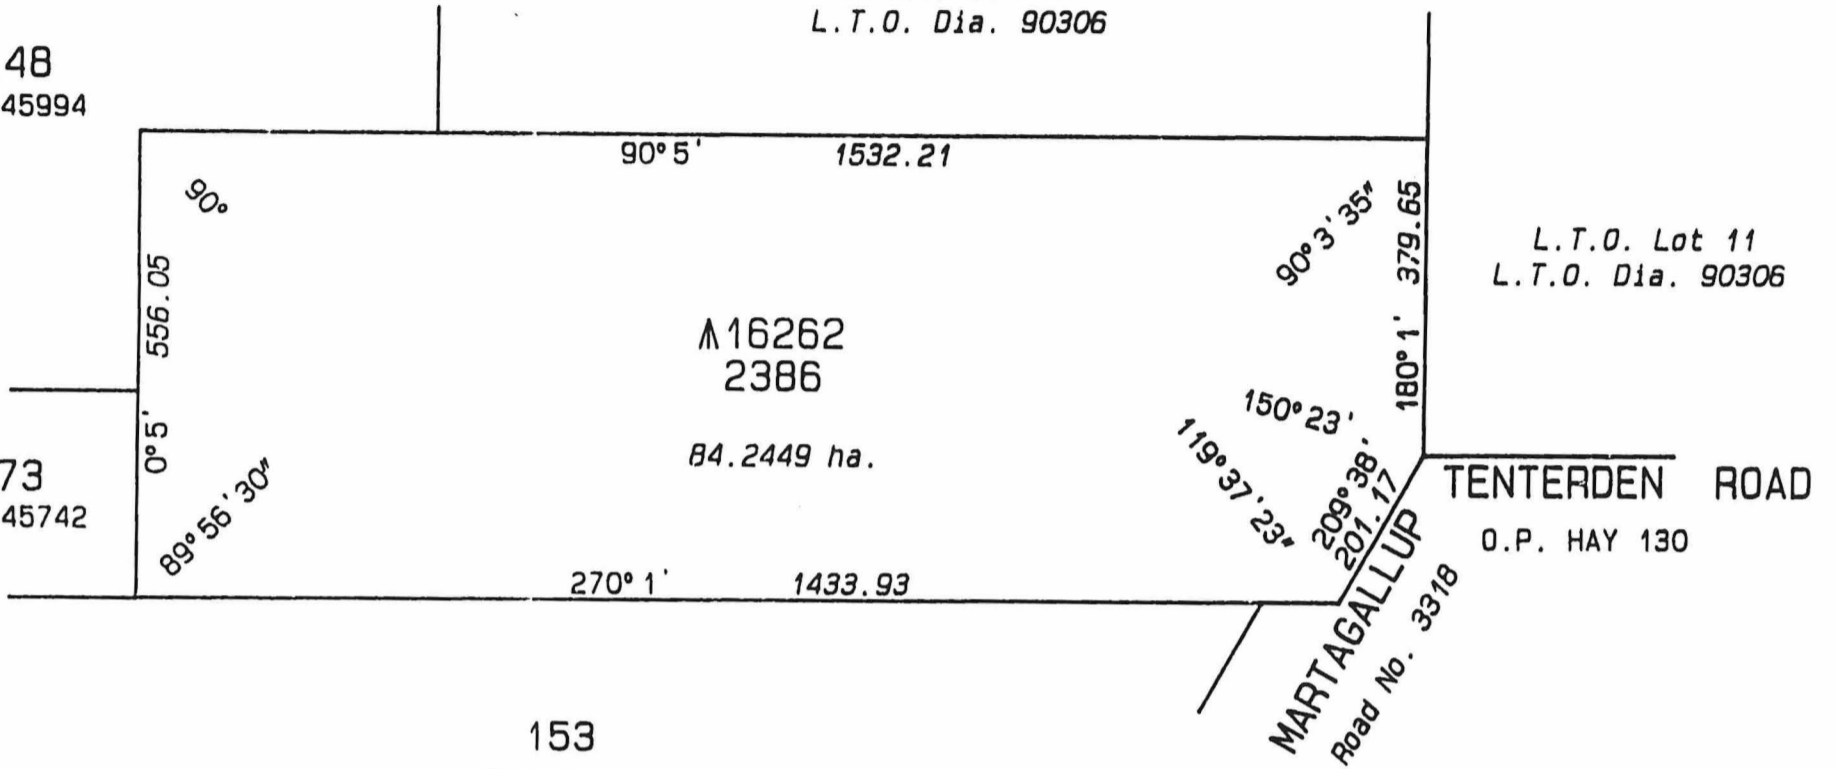 L.T.O. Dia. 90306
48
45994
90°5' 1532.21
90°
90°3'35"
180°1' 379.65
L.T.O. Lot 11
L.T.O. Dia. 90306
0°5' 556.05
16262
2386
84.2449 ha.
150°23'
119°37'23"
209°38'
201.17
TENTERDEN ROAD
O.P. HAY 130
73
45742
89°56'30"
270°1' 1433.93
MARTAGALLUP
Road No. 3318
153